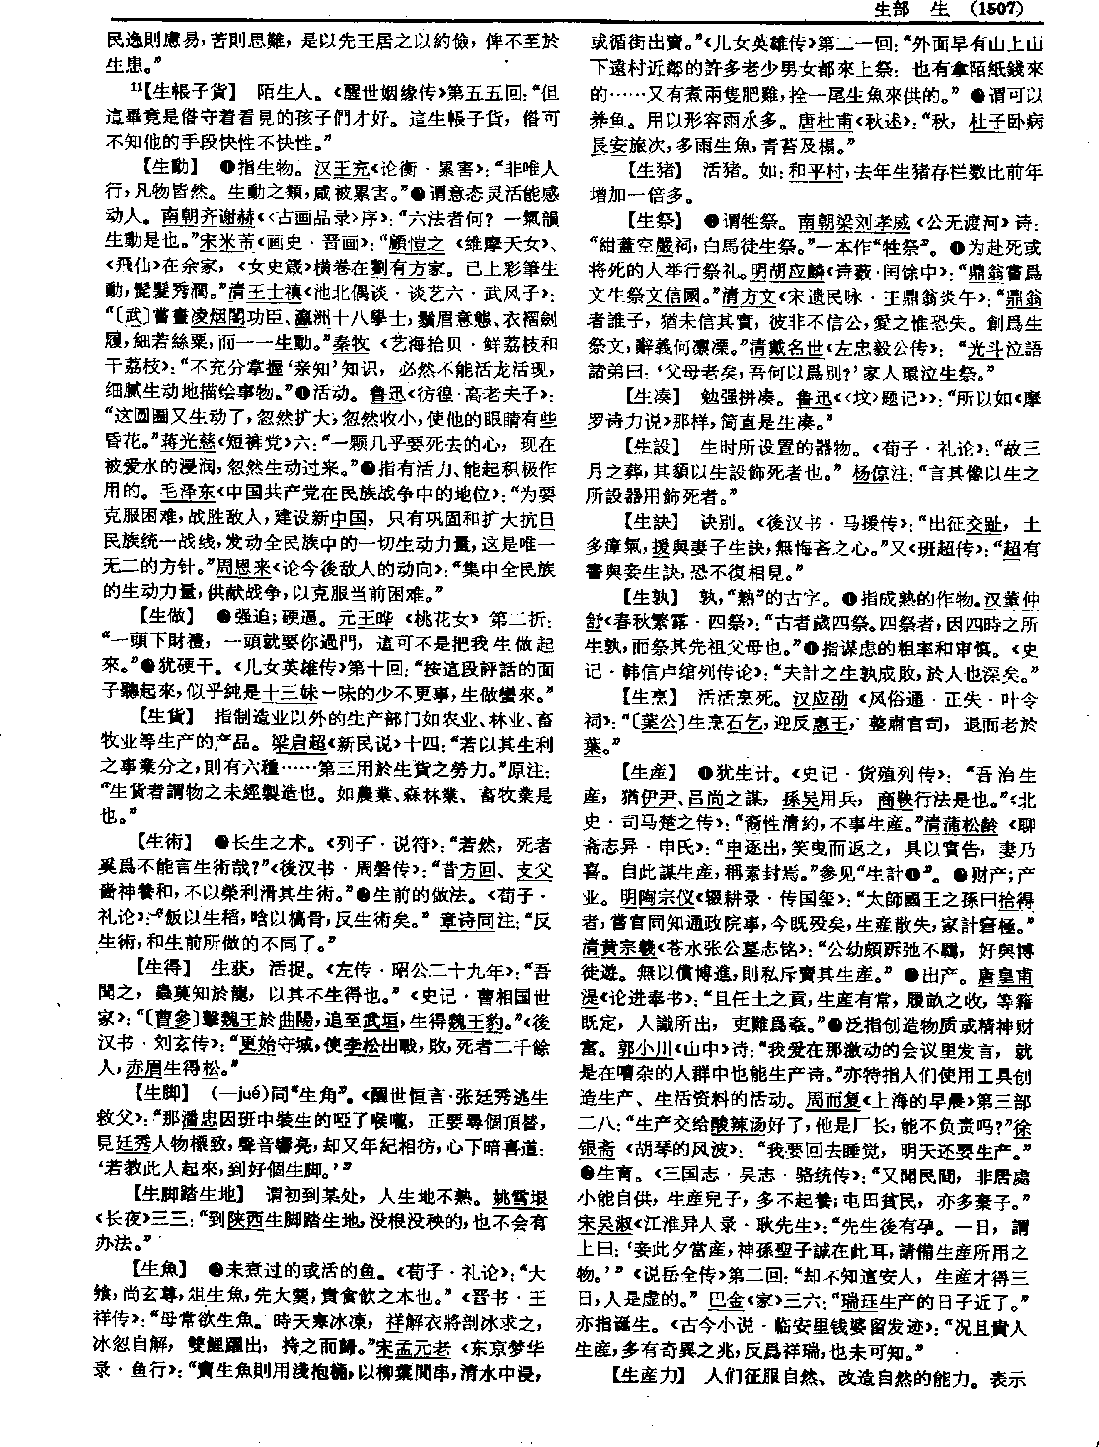 生部　生　(1507)
民逸則慮易，苦則思難，是以先王居之以約儉，俾不至於
生患。”
¹¹【生帳子貨】　陌生人。《醒世姻缘传》第五五回：“但
這畢竟是偺守着看見的孩子們才好。這生帳子貨，偺可
不知他的手段快性不快性。”
【生動】　❶指生物。汉王充《论衡·累害》：“非唯人
行，凡物皆然。生動之類，咸被累害。”❷谓意态灵活能感
动人。南朝齐谢赫《〈古画品录〉序》：“六法者何？一氣韻
生動是也。”宋米芾《画史·晋画》：“顧愷之《維摩天女》、
《飛仙》在余家，《女史箴》横卷在劉有方家。已上彩筆生
動，髭髮秀潤。”清王士禛《池北偶谈·谈艺六·武风子》：
“〔武〕嘗畫凌烟閣功臣、瀛洲十八學士，鬚眉意態、衣褶劍
履，細若絲粟，而一一生動。”秦牧《艺海拾贝·鲜荔枝和
干荔枝》：“不充分掌握‘亲知’知识，必然不能活龙活现，
细腻生动地描绘事物。”❸活动。鲁迅《彷徨·高老夫子》：
“这圆圈又生动了，忽然扩大，忽然收小，使他的眼睛有些
昏花。”蒋光慈《短裤党》六：“一颗几乎要死去的心，现在
被爱水的浸润，忽然生动过来。”❹指有活力、能起积极作
用的。毛泽东《中国共产党在民族战争中的地位》：“为要
克服困难，战胜敌人，建设新中国，只有巩固和扩大抗日
民族统一战线，发动全民族中的一切生动力量，这是唯一
无二的方针。”周恩来《论今後敌人的动向》：“集中全民族
的生动力量，供献战争，以克服当前困难。”
【生做】　❶强迫；硬逼。元王晔《桃花女》第二折：
“一頭下財禮，一頭就要你過門，這可不是把我生做起
來。”❷犹硬干。《儿女英雄传》第十回：“按這段評話的面
子聽起來，似乎純是十三妹一味的少不更事，生做蠻來。”
【生貨】　指制造业以外的生产部门如农业、林业、畜
牧业等生产的产品。梁启超《新民说》十四：“若以其生利
之事業分之，則有六種……第三用於生貨之勞力。”原注：
“生貨者謂物之未經製造也。如農業、森林業、畜牧業是
也。”
【生術】　❶长生之术。《列子·说符》：“若然，死者
奚爲不能言生術哉？”《後汉书·周磐传》：“昔方回、支父
嗇神養和，不以榮利滑其生術。”❷生前的做法。《荀子·
礼论》：“飯以生稻，唅以槁骨，反生術矣。”章诗同注：“反
生術，和生前所做的不同了。”
【生得】　生获，活捉。《左传·昭公二十九年》：“吾
聞之，蟲莫知於龍，以其不生得也。”《史记·曹相国世
家》：“〔曹參〕擊魏王於曲陽，追至武垣，生得魏王豹。”《後
汉书·刘玄传》：“更始守城，使李松出戰，敗，死者二千餘
人，赤眉生得松。”
【生脚】　(—jué)同“生角”。《醒世恒言·张廷秀逃生
救父》：“那潘忠因班中裝生的啞了喉嚨，正要尋個頂替，
見廷秀人物標致，聲音響亮，却又年紀相彷，心下暗喜道：
‘若教此人起來，到好個生脚。’”
【生脚踏生地】　谓初到某处，人生地不熟。姚雪垠
《长夜》三三：“到陕西生脚踏生地，没根没秧的，也不会有
办法。”
【生魚】　❶未煮过的或活的鱼。《荀子·礼论》：“大
饗，尚玄尊，俎生魚，先大羹，貴食飲之本也。”《晋书·王
祥传》：“母常欲生魚。時天寒冰凍，祥解衣將剖冰求之，
冰忽自解，雙鯉躍出，持之而歸。”宋孟元老《东京梦华
录·鱼行》：“賣生魚則用淺抱桶，以柳葉間串，清水中浸，
或循街出賣。”《儿女英雄传》第二一回：“外面早有山上山
下遠村近鄰的許多老少男女都來上祭：也有拿陌紙錢來
的……又有煮兩隻肥雞，拴一尾生魚來供的。”❷谓可以
养鱼。用以形容雨水多。唐杜甫《秋述》：“秋，杜子卧病
長安旅次，多雨生魚，青苔及榻。”
【生猪】　活猪。如：和平村，去年生猪存栏数比前年
增加一倍多。
【生祭】　❶谓牲祭。南朝梁刘孝威《公无渡河》诗：
“紺蓋空嚴祠，白馬徒生祭。”一本作“牲祭”。❷为赴死或
将死的人举行祭礼。明胡应麟《诗薮·闰馀中》：“鼎翁嘗爲
文生祭文信國。”清方文《宋遗民咏·王鼎翁炎午》：“鼎翁
者誰子，猶未信其實，彼非不信公，愛之惟恐失。創爲生
祭文，辭義何凛凓。”清戴名世《左忠毅公传》：“光斗泣語
諸弟曰：‘父母老矣，吾何以爲别？’家人環泣生祭。”
【生凑】　勉强拼凑。鲁迅《〈坟〉题记》：“所以如《摩
罗诗力说》那样，简直是生凑。”
【生設】　生时所设置的器物。《荀子·礼论》：“故三
月之葬，其䫉以生設飾死者也。”杨倞注：“言其像以生之
所設器用飾死者。”
【生訣】　诀别。《後汉书·马援传》：“出征交趾，土
多瘴氣，援與妻子生訣，無悔吝之心。”又《班超传》：“超有
書與妾生訣，恐不復相見。”
【生孰】　孰，“熟”的古字。❶指成熟的作物。汉董仲
舒《春秋繁露·四祭》：“古者歲四祭。四祭者，因四時之所
生孰，而祭其先祖父母也。”❷指谋虑的粗率和审慎。《史
记·韩信卢绾列传论》：“夫計之生孰成敗，於人也深矣。”
【生烹】　活活烹死。汉应劭《风俗通·正失·叶令
祠》：“〔葉公〕生烹石乞，迎反惠王，整肅官司，退而老於
葉。”
【生産】　❶犹生计。《史记·货殖列传》：“吾治生
産，猶伊尹、吕尚之謀，孫吴用兵，商鞅行法是也。”《北
史·司马楚之传》：“裔性清約，不事生産。”清蒲松龄《聊
斋志异·申氏》：“申逐出，笑曳而返之，具以實告，妻乃
喜。自此謀生産，稱素封焉。”参见“生計❶”。❷财产；产
业。明陶宗仪《辍耕录·传国玺》：“太師國王之孫曰拾得
者，嘗官同知通政院事，今既殁矣，生産散失，家計窘極。”
清黄宗羲《苍水张公墓志铭》：“公幼頗跅弛不羈，好與博
徒遊。無以償博進，則私斥賣其生産。”❸出产。唐皇甫
湜《论进奉书》：“且任土之貢，生産有常，履畝之收，等籍
既定，人識所出，吏難爲姦。”❹泛指创造物质或精神财
富。郭小川《山中》诗：“我爱在那激动的会议里发言，就
是在嘈杂的人群中也能生产诗。”亦特指人们使用工具创
造生产、生活资料的活动。周而复《上海的早晨》第三部
二八：“生产交给酸辣汤好了，他是厂长，能不负责吗？”徐
银斋《胡琴的风波》：“我要回去睡觉，明天还要生产。”
❺生育。《三国志·吴志·骆统传》：“又聞民間，非居處
小能自供，生産兒子，多不起養；屯田貧民，亦多棄子。”
宋吴淑《江淮异人录·耿先生》：“先生後有孕。一日，謂
上曰：‘妾此夕當産，神孫聖子誠在此耳，請備生産所用之
物。’”《说岳全传》第二回：“却不知這安人，生産才得三
日，人是虚的。”巴金《家》三六：“瑞珏生产的日子近了。”
亦指诞生。《古今小说·临安里钱婆留发迹》：“况且貴人
生産，多有奇異之兆，反爲祥瑞，也未可知。”
【生産力】　人们征服自然、改造自然的能力。表示